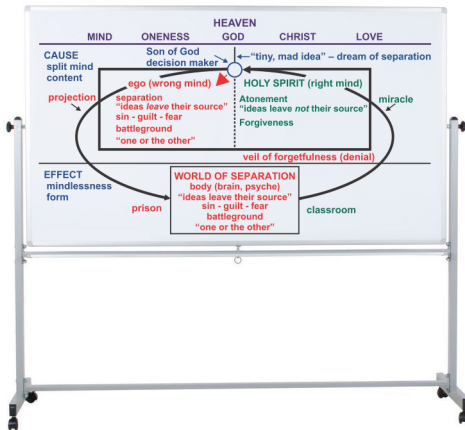 HEAVEN
MIND ONENESS GOD CHRIST LOVE
CAUSE
split mind
content
Son of God
decision maker
“tiny, mad idea” – dream of separation
ego (wrong mind)
HOLY SPIRIT (right mind)
projection
separation
“ideas leave their source”
sin - guilt - fear
battleground
“one or the other”
Atonement
“ideas leave not their source”
Forgiveness
miracle
veil of forgetfulness (denial)
EFFECT
mindlessness
form
WORLD OF SEPARATION
body (brain, psyche)
“ideas leave their source”
sin - guilt - fear
battleground
“one or the other”
prison
classroom